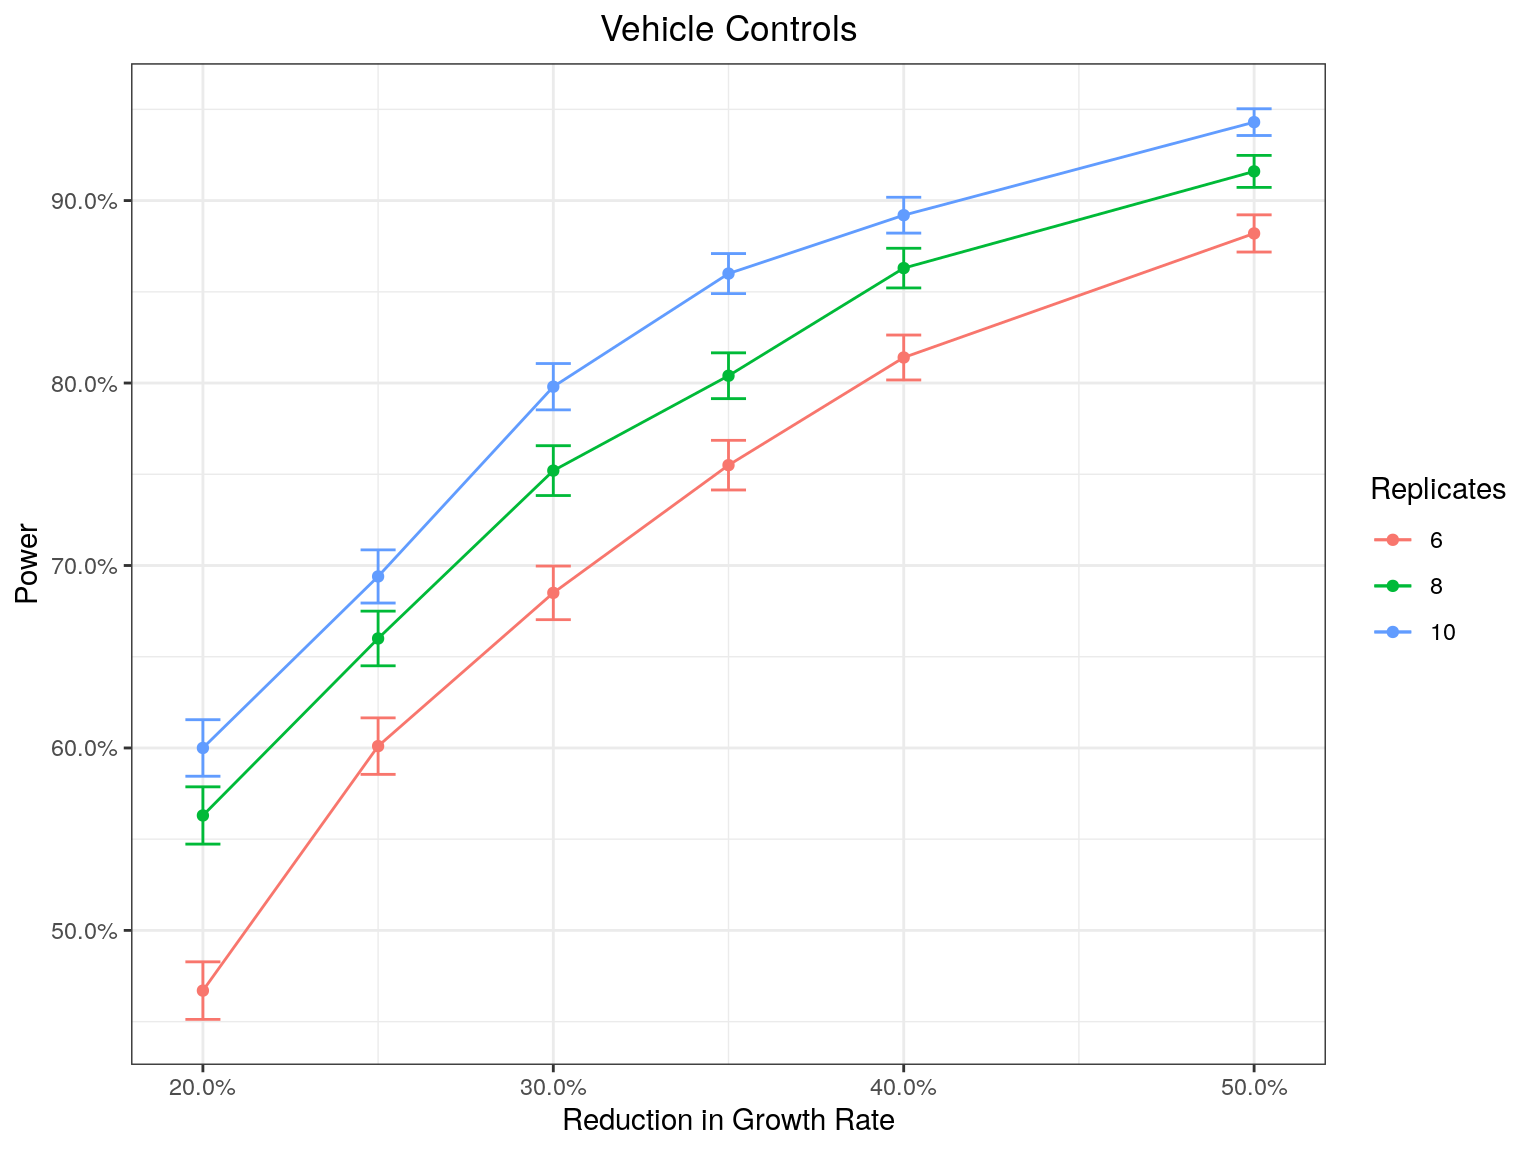 Vehicle Controls
90.0%
80.0%
70.0%
60.0%
50.0%
Power
20.0% 30.0% 40.0% 50.0%
Reduction in Growth Rate
Replicates
6
8
10